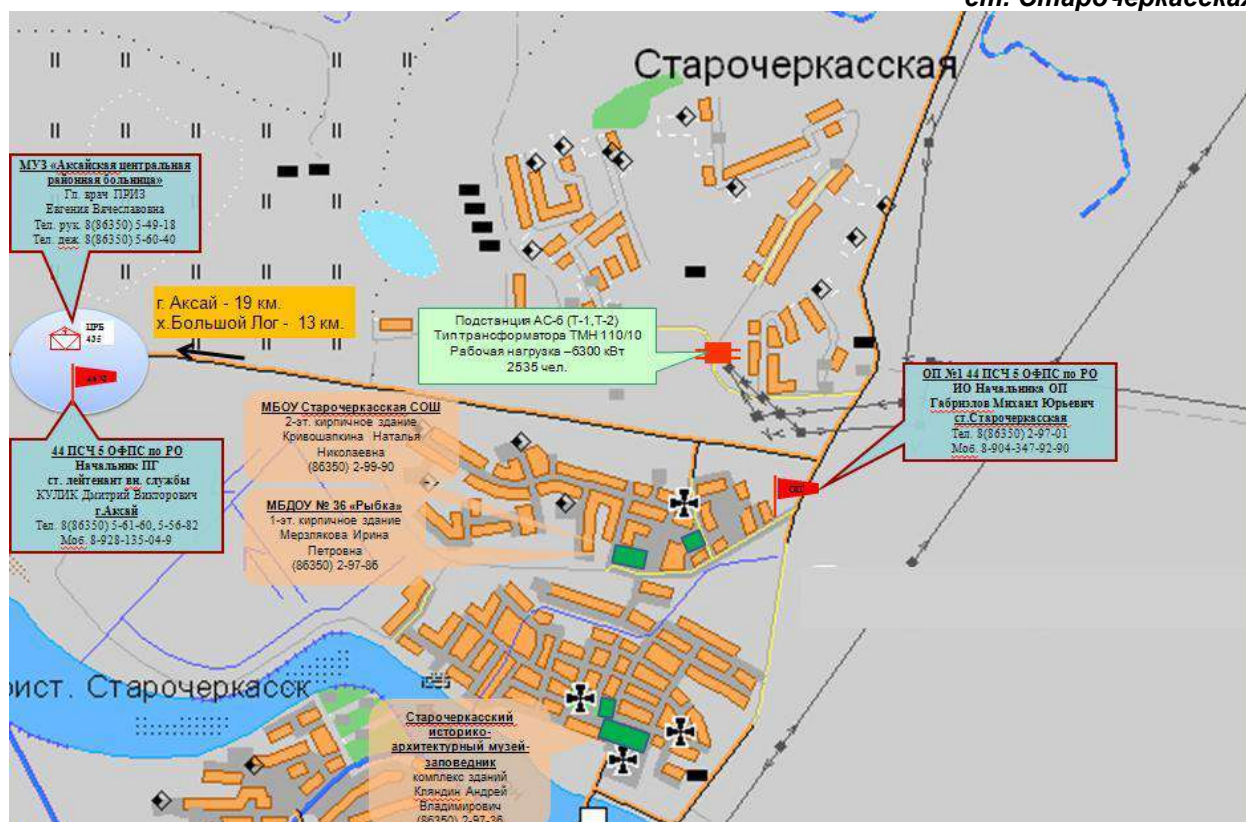 ст. Старочеркасская
Старочеркасская
МУЗ «Аксайская центральная
районная больница»
Гл. врач ПРИЗ
Евгения Вячеславовна
Тел. рук. 8(86350) 5-49-18
Тел. деж. 8(86350) 5-60-40
г. Аксай - 19 км.
х.Большой Лог - 13 км.
ЦРБ
Подстанция АС-6 (Т-1,Т-2)
Тип трансформатора ТМН 110/10
Рабочая нагрузка –6300 кВт
2535 чел.
ОП №1 44 ПСЧ 5 ОФПС по РО
ИО Начальника ОП
Габриэлов Михаил Юрьевич
ст.Старочеркасская
Тел. 8(86350) 2-97-01
Моб. 8-904-347-92-90
МБОУ Старочеркасская СОШ
2-эт. кирпичное здание
Кривошапкина Наталья
Николаевна
(86350) 2-99-90
44 ПСЧ 5 ОФПС по РО
Начальник ПГ
ст. лейтенант вн. службы
КУЛИК Дмитрий Викторович
г.Аксай
Тел. 8(86350) 5-61-60, 5-56-82
Моб. 8-928-135-04-9
ОП
МБДОУ № 36 «Рыбка»
1-эт. кирпичное здание
Мерзлякова Ирина
Петровна
(86350) 2-97-86
рист. Старочеркасск
Старочеркасский
историко-
архитектурный музей-
заповедник
комплекс зданий
Кляндин Андрей
Владимирович
(86350) 2-97-36